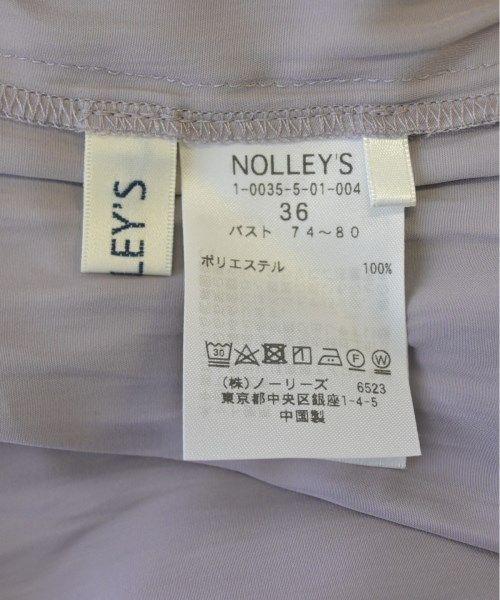 LEY'S
NOLLEY'S
1-0035-5-01-004
36
バスト 74～80
ポリエステル 100%
30
(株)ノーリーズ 6523
東京都中央区銀座1-4-5
中国製